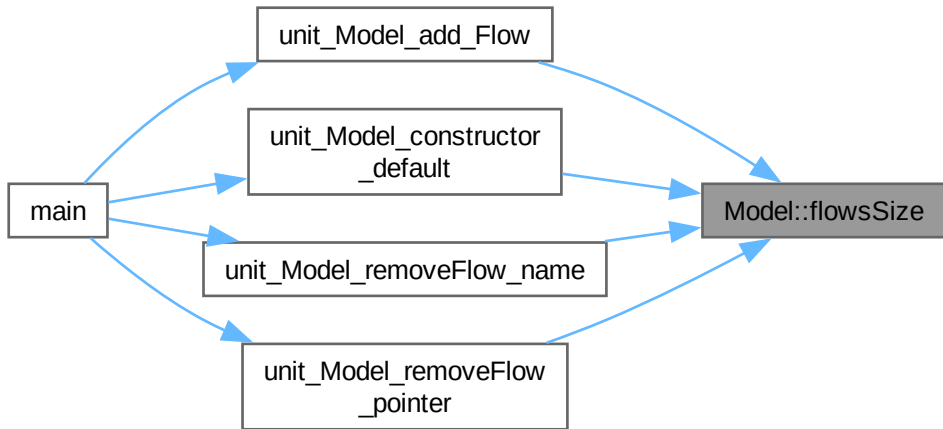 unit_Model_add_Flow
unit_Model_constructor
_default
main
Model::flowsSize
unit_Model_removeFlow_name
unit_Model_removeFlow
_pointer